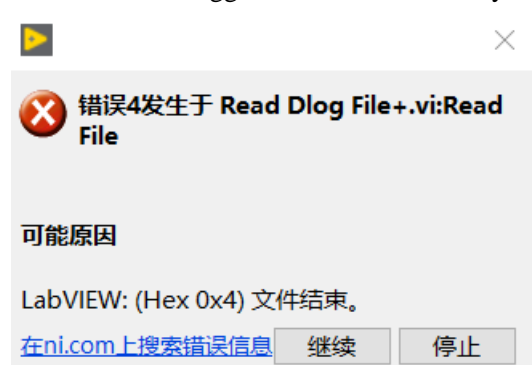 错误4发生于 Read Dlog File+.vi:Read
File
可能原因
LabVIEW: (Hex 0x4) 文件结束。
在ni.com上搜索错误信息 继续 停止